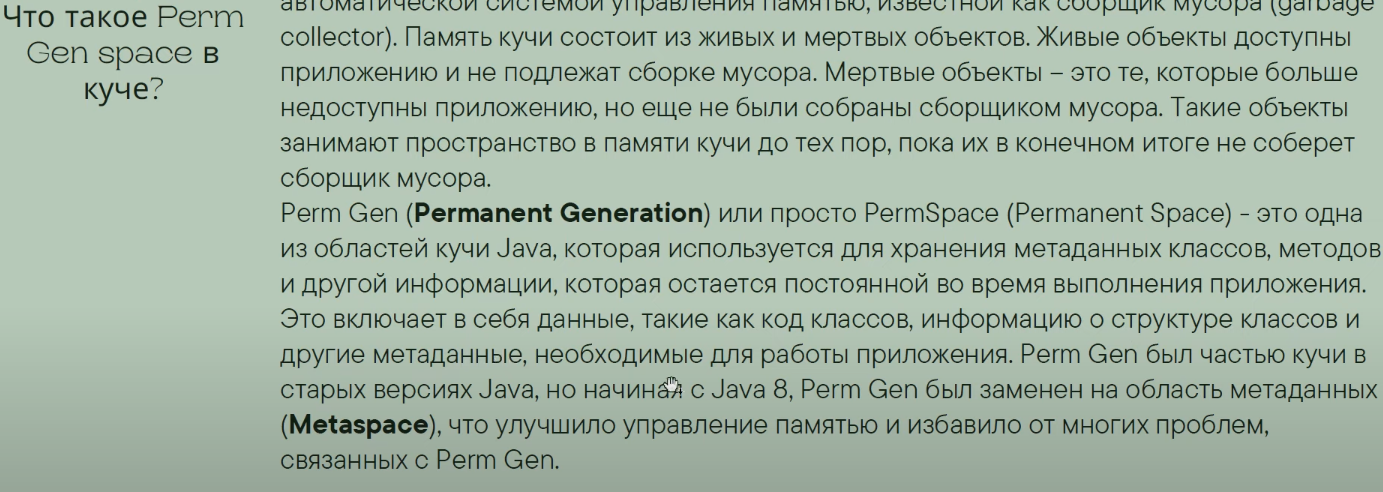 Что такое Perm
Gen space в
куче?
автоматической системой управления памятью, известной как сборщик мусора (garbage
collector). Память кучи состоит из живых и мертвых объектов. Живые объекты доступны
приложению и не подлежат сборке мусора. Мертвые объекты – это те, которые больше
недоступны приложению, но еще не были собраны сборщиком мусора. Такие объекты
занимают пространство в памяти кучи до тех пор, пока их в конечном итоге не соберет
сборщик мусора.
Perm Gen (Permanent Generation) или просто PermSpace (Permanent Space) - это одна
из областей кучи Java, которая используется для хранения метаданных классов, методов
и другой информации, которая остается постоянной во время выполнения приложения.
Это включает в себя данные, такие как код классов, информацию о структуре классов и
другие метаданные, необходимые для работы приложения. Perm Gen был частью кучи в
старых версиях Java, но начиная с Java 8, Perm Gen был заменен на область метаданных
(Metaspace), что улучшило управление памятью и избавило от многих проблем,
связанных с Perm Gen.